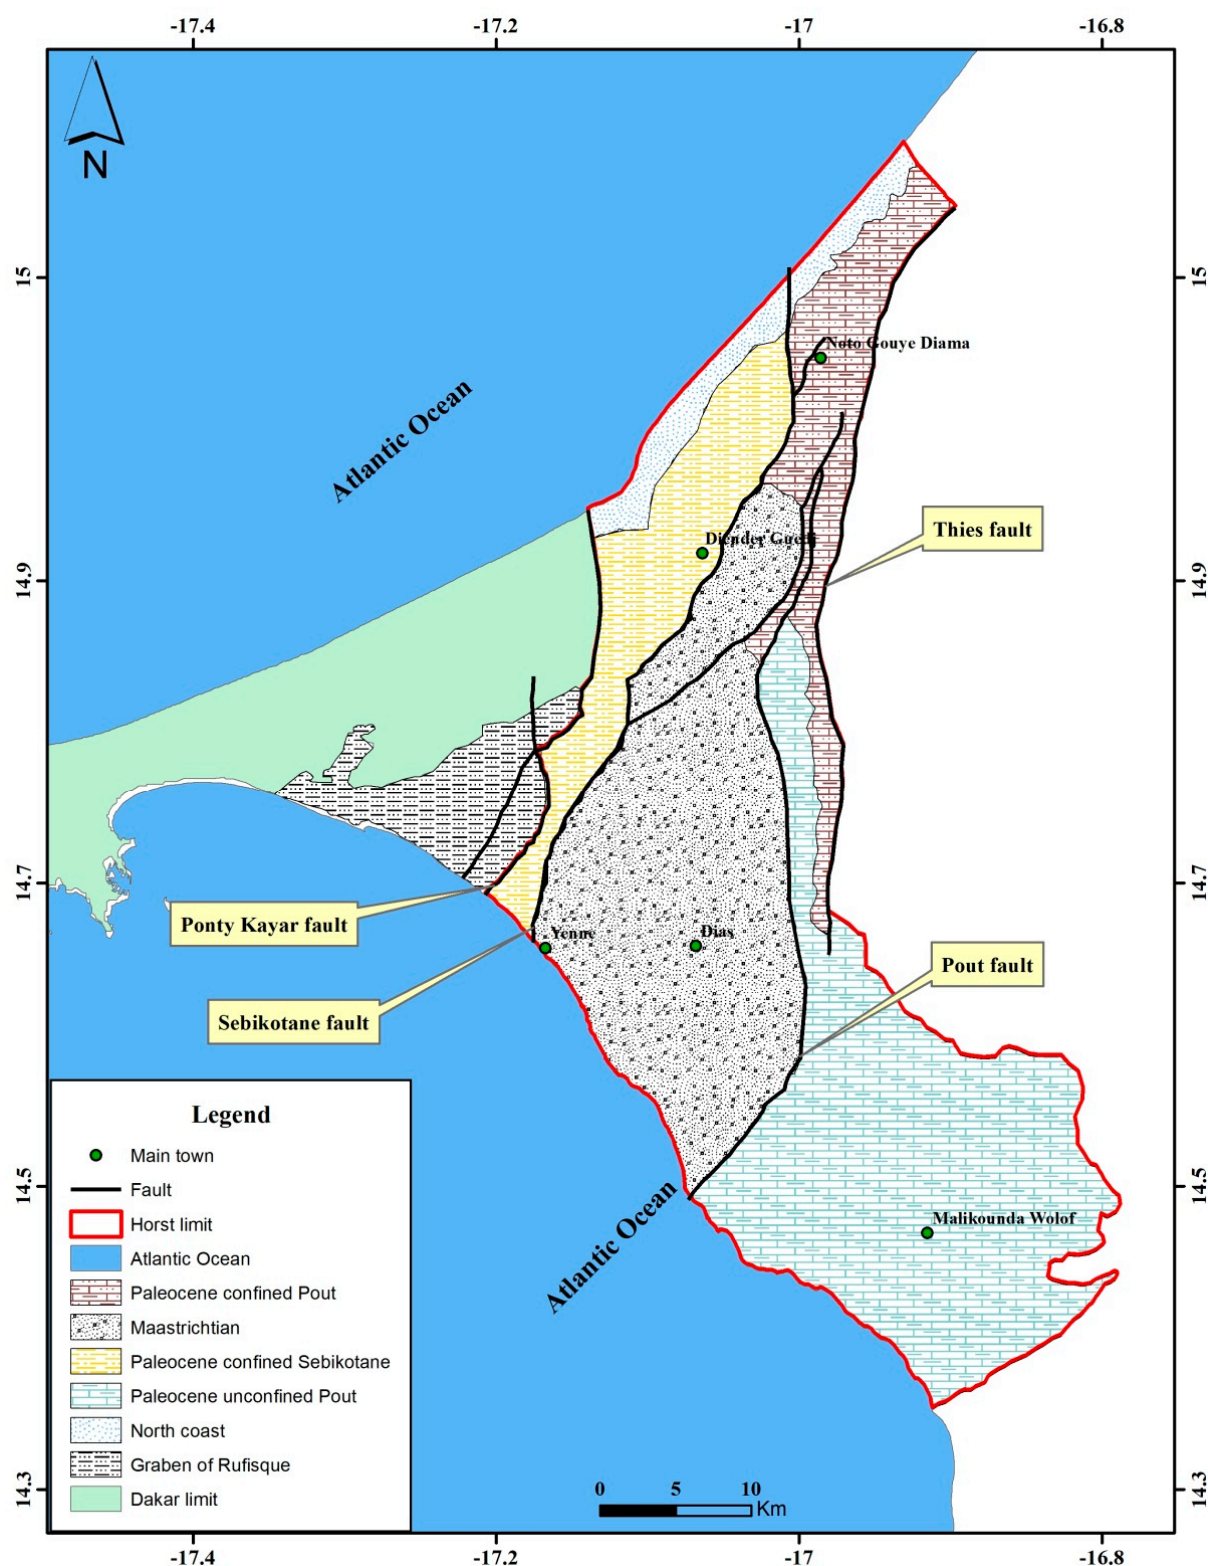 -17.4
-17.2
-17
-16.8
N
15
15
Noto Gouye Diama
Atlantic Ocean
Thies fault
Diender Guedj
14.9
14.9
14.7
14.7
Ponty Kayar fault
Yenne
Dias
Pout fault
Sebikotane fault
Legend
Main town
Fault
Horst limit
Atlantic Ocean
Paleocene confined Pout
Maastrichtian
Paleocene confined Sebikotane
Paleocene unconfined Pout
North coast
Graben of Rufisque
Dakar limit
14.5
14.5
Atlantic Ocean
Malikounda Wolof
14.3
14.3
0 5 10
Km
-17.4
-17.2
-17
-16.8